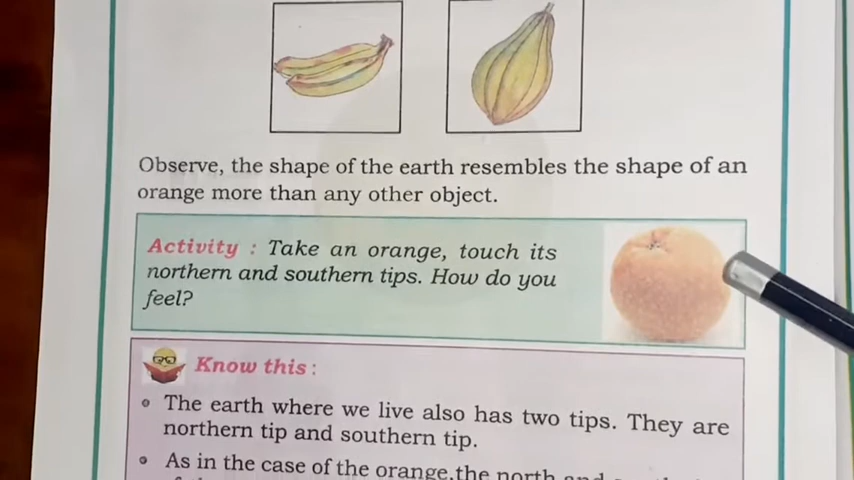 Observe, the shape of the earth resembles the shape of an
orange more than any other object.
Activity : Take an orange, touch its
northern and southern tips. How do you
feel?
Know this :
The earth where we live also has two tips. They are
northern tip and southern tip.
As in the case of the orange,the north and